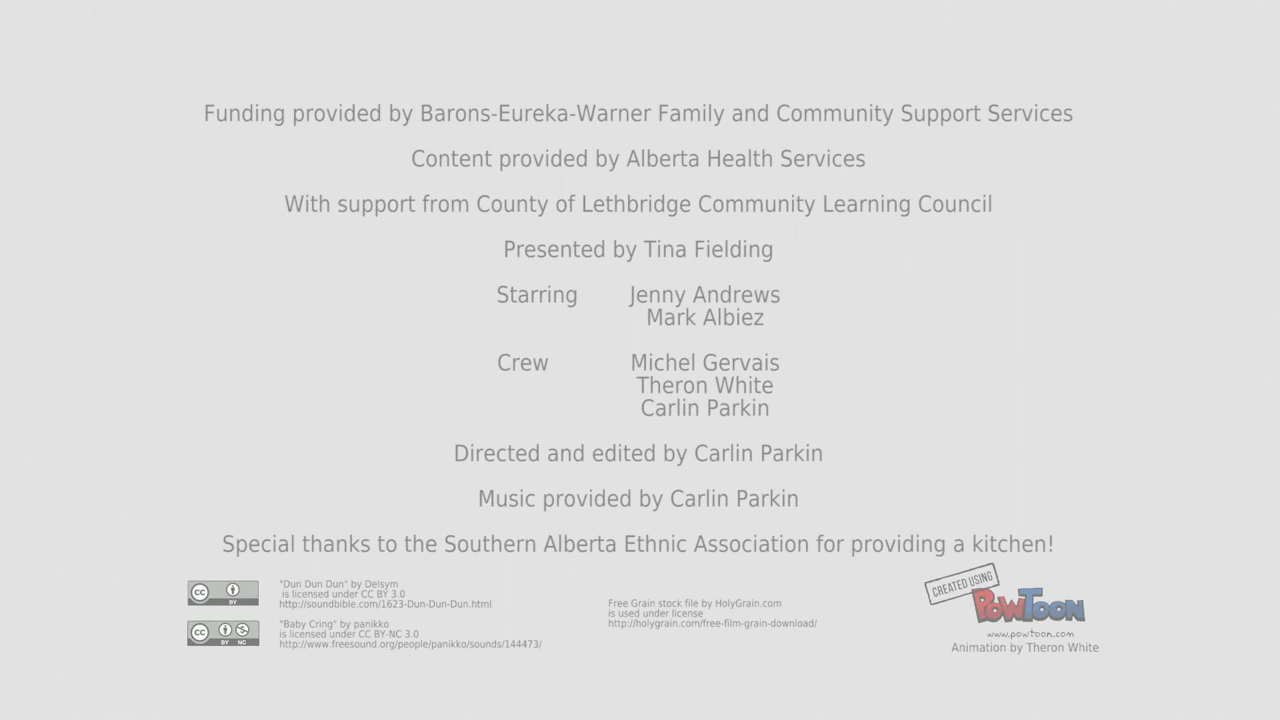 Funding provided by Barons-Eureka-Warner Family and Community Support Services
Content provided by Alberta Health Services
With support from County of Lethbridge Community Learning Council
Presented by Tina Fielding
Starring Jenny Andrews
Mark Albiez
Crew Michel Gervais
Theron White
Carlin Parkin
Directed and edited by Carlin Parkin
Music provided by Carlin Parkin
Special thanks to the Southern Alberta Ethnic Association for providing a kitchen!
cc BY
"Dun Dun Dun" by Delsym
is licensed under CC BY 3.0
http://soundbible.com/1623-Dun-Dun-Dun.html
cc BY NC
"Baby Cring" by panikko
is licensed under CC BY-NC 3.0
http://www.freesound.org/people/panikko/sounds/144473/
Free Grain stock file by HolyGrain.com
is used under license
http://holygrain.com/free-film-grain-download/
CREATED USING
PowToon
www.powtoon.com
Animation by Theron White